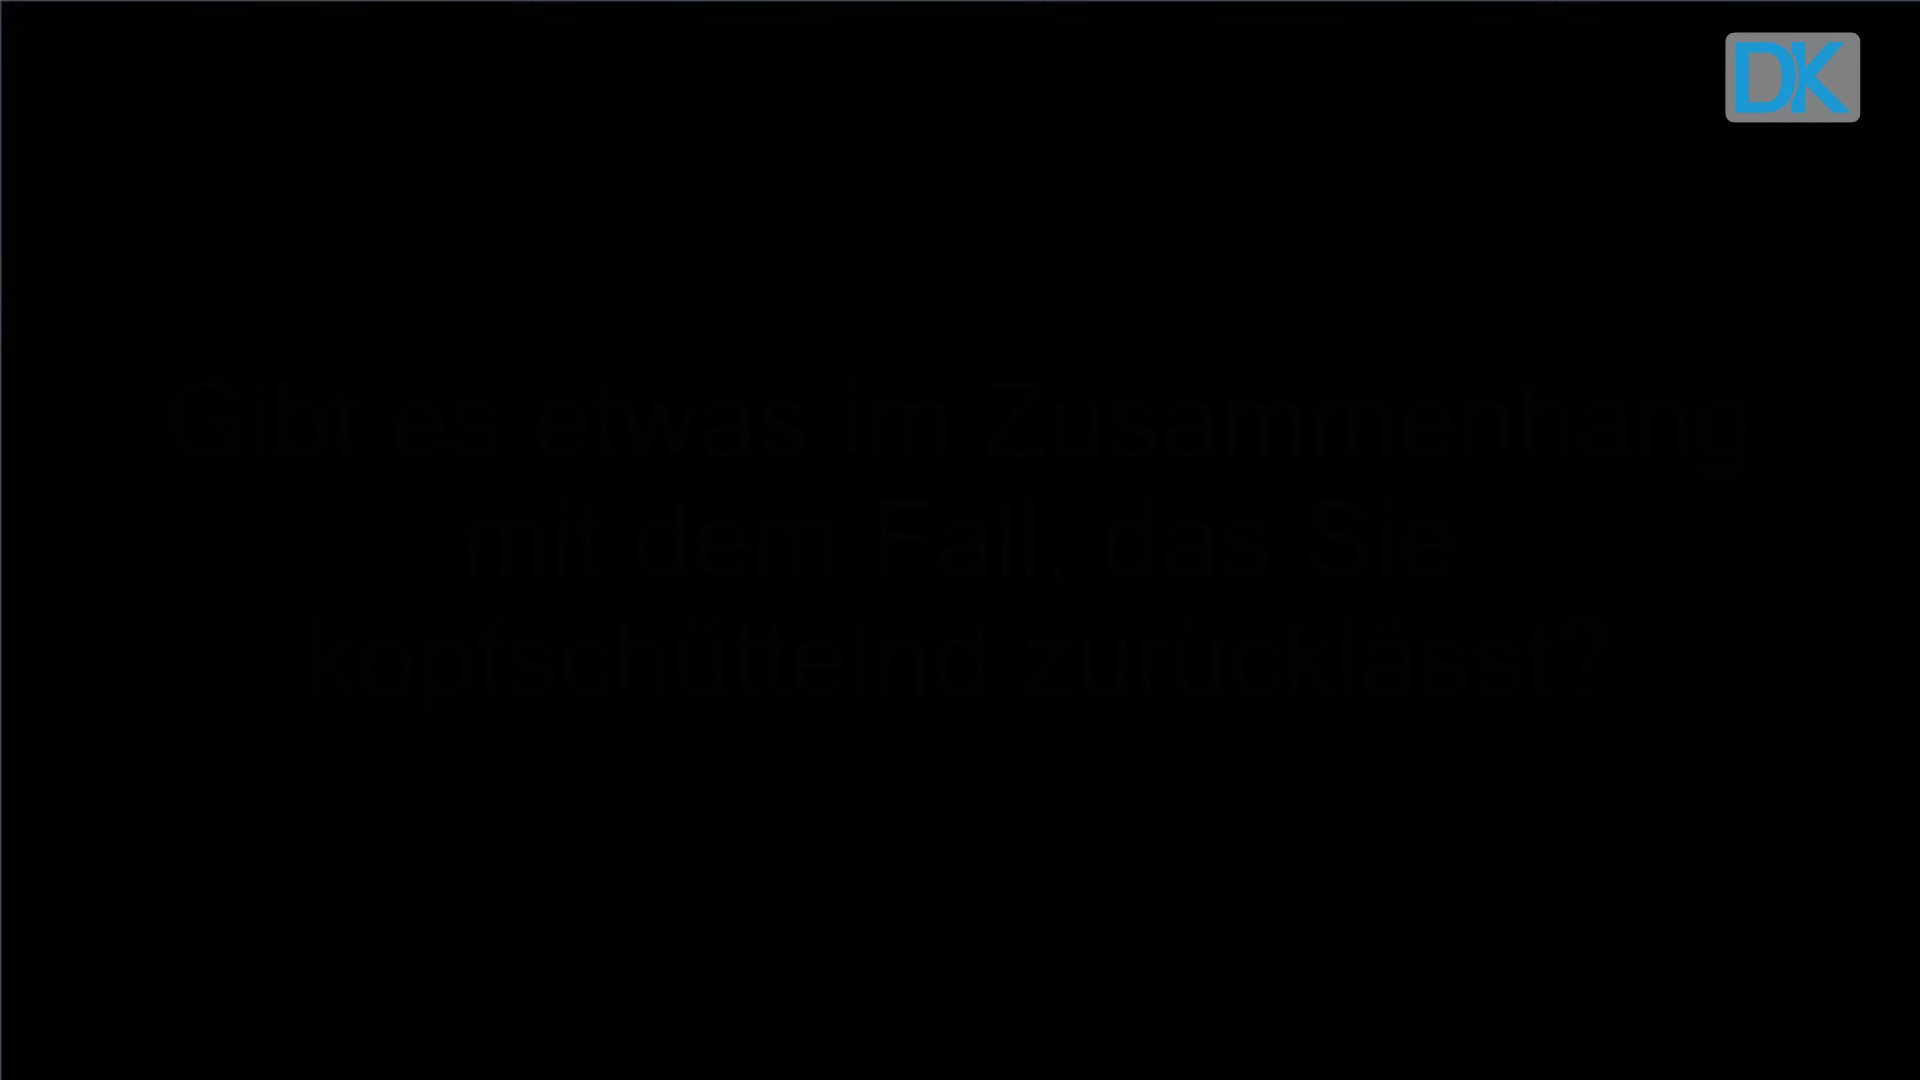 DK
Gibt es etwas im Zusammenhang
mit dem Fall, das Sie
kopfschüttelnd zurücklässt?